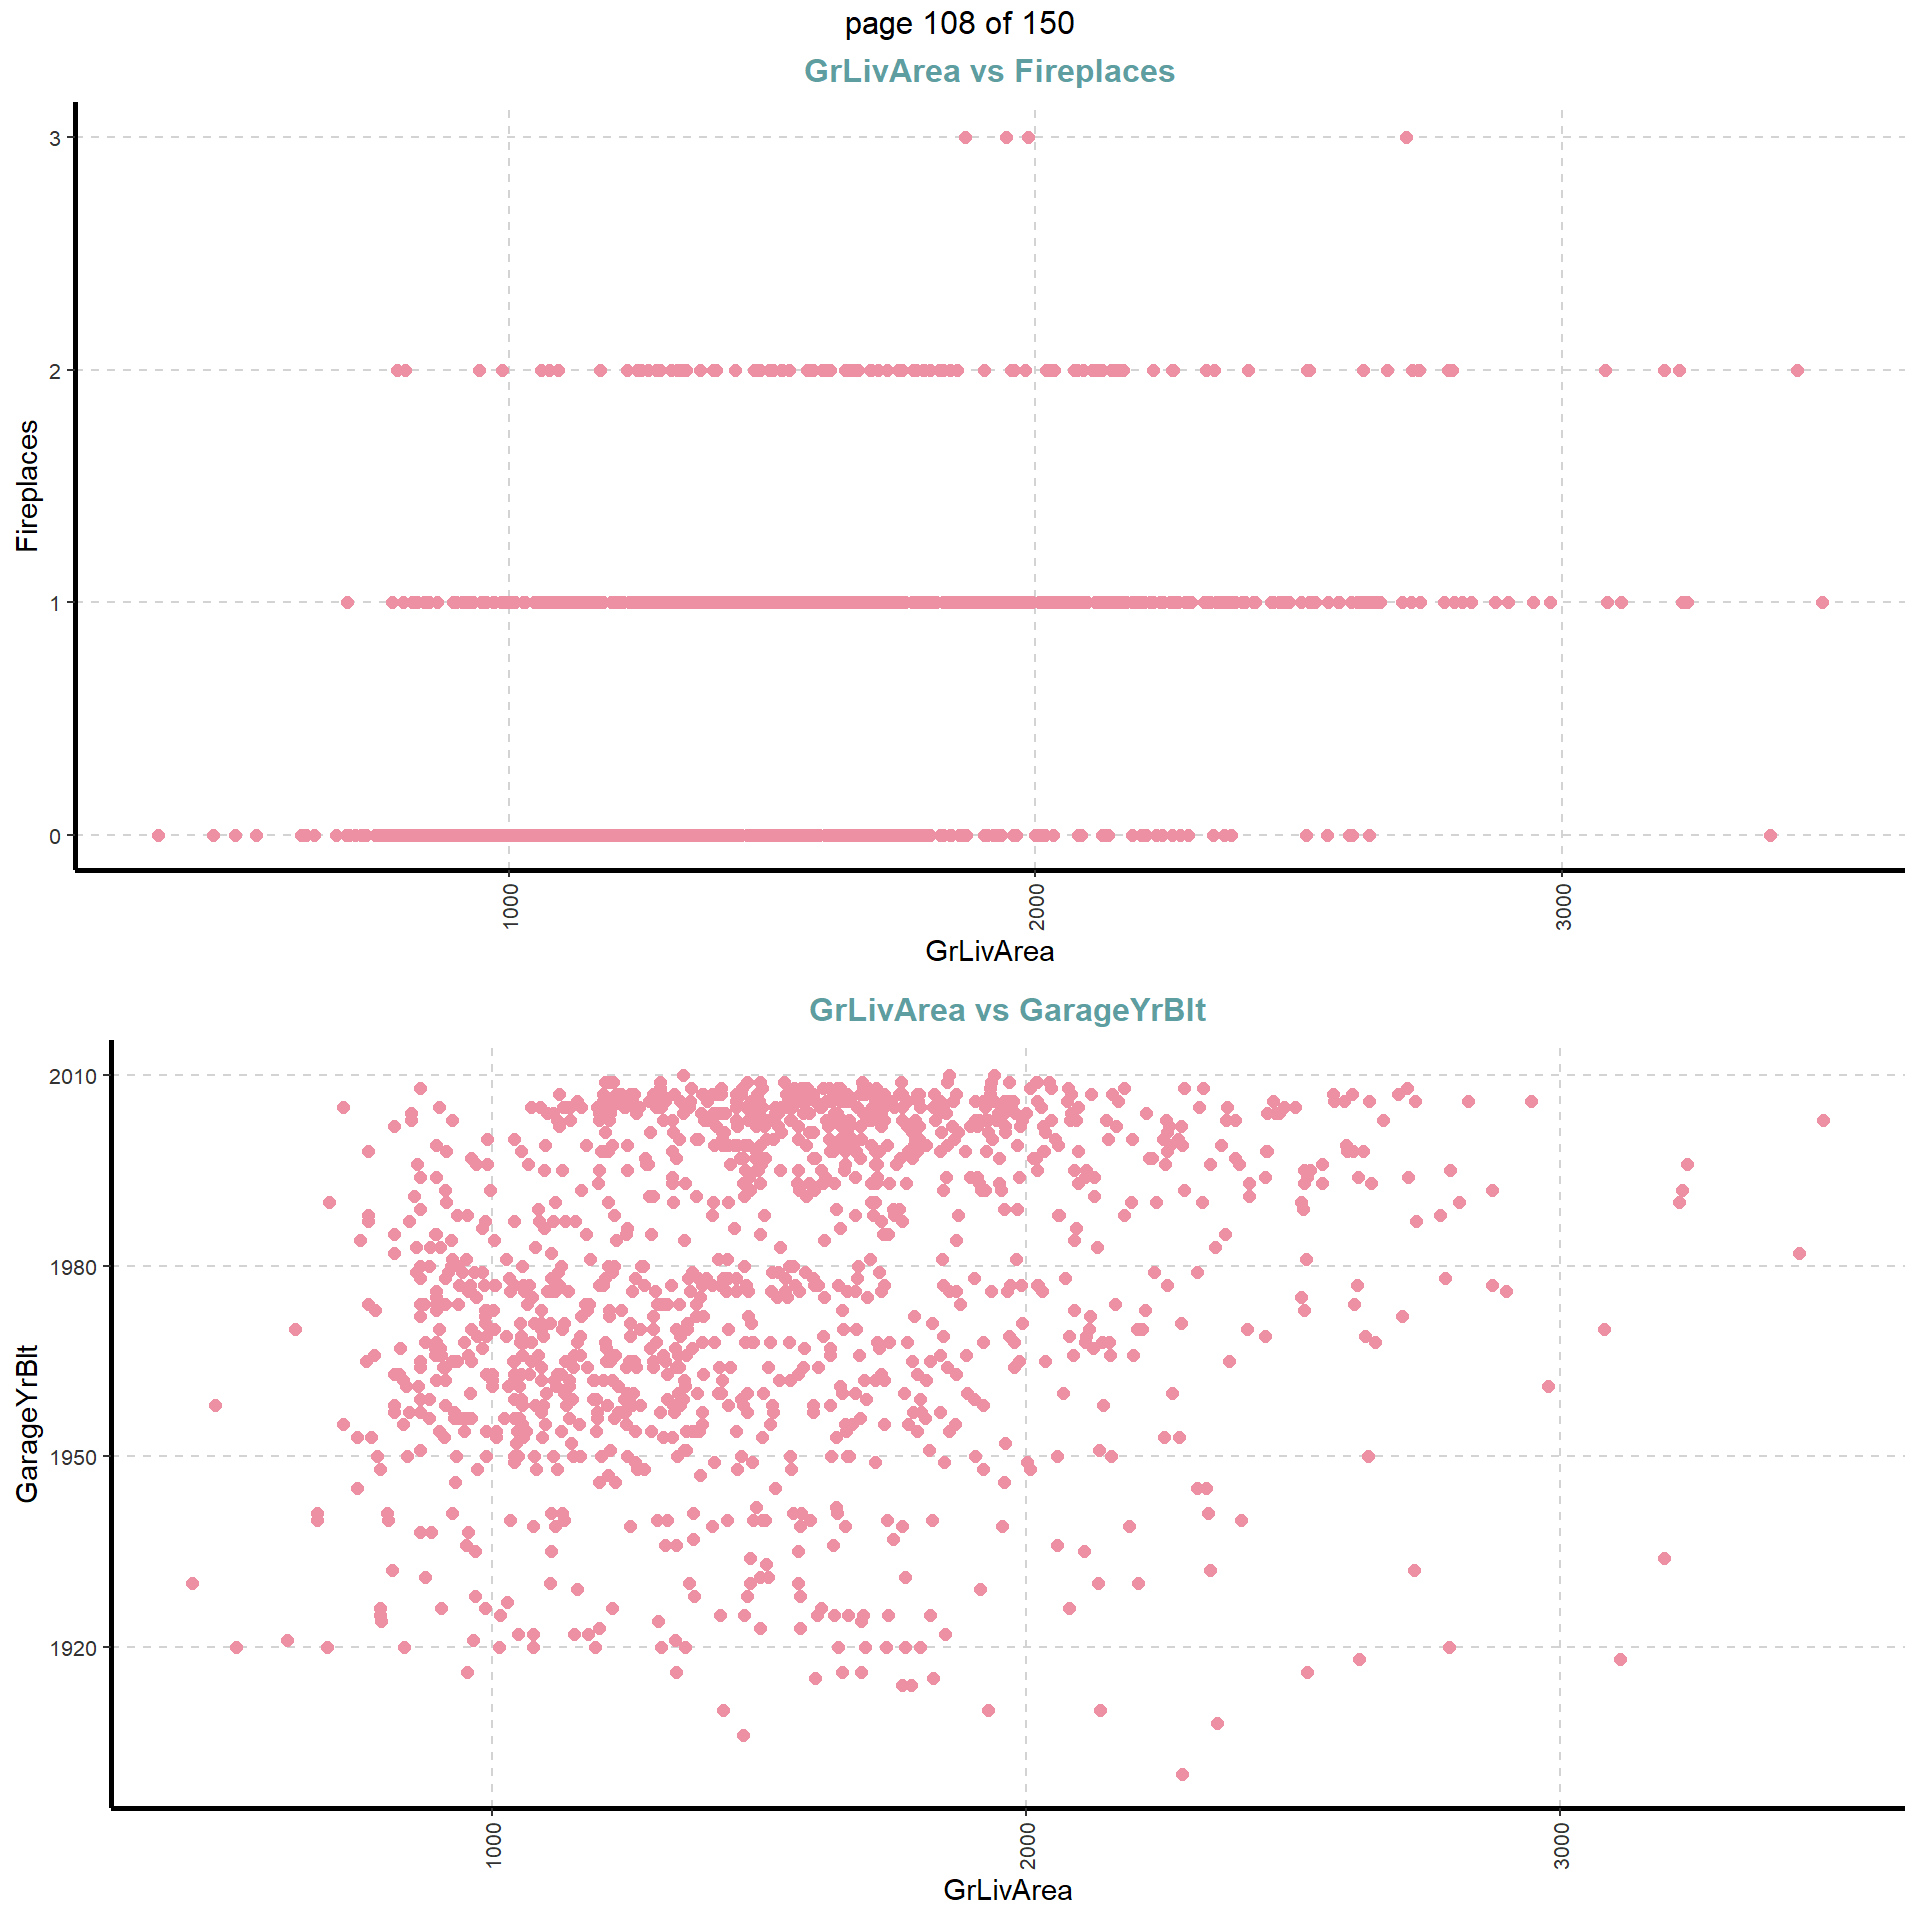 page 108 of 150
GrLivArea vs Fireplaces
3
2
1
0
Fireplaces
1000
2000
3000
GrLivArea
GrLivArea vs GarageYrBlt
2010
1980
1950
1920
GarageYrBlt
1000
2000
3000
GrLivArea